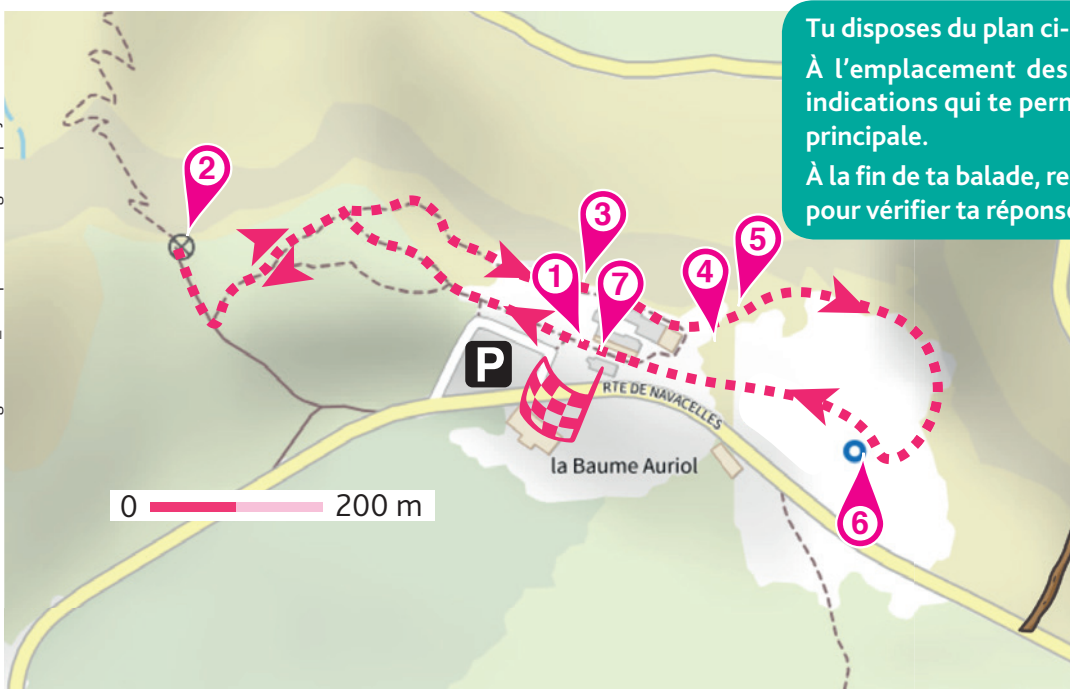 Tu disposes du plan ci-
À l'emplacement des
indications qui te perm
principale.
À la fin de ta balade, re
pour vérifier ta réponse
2
3
5
1
7
4
P
RTE DE NAVACELLES
la Baume Auriol
6
0 200 m